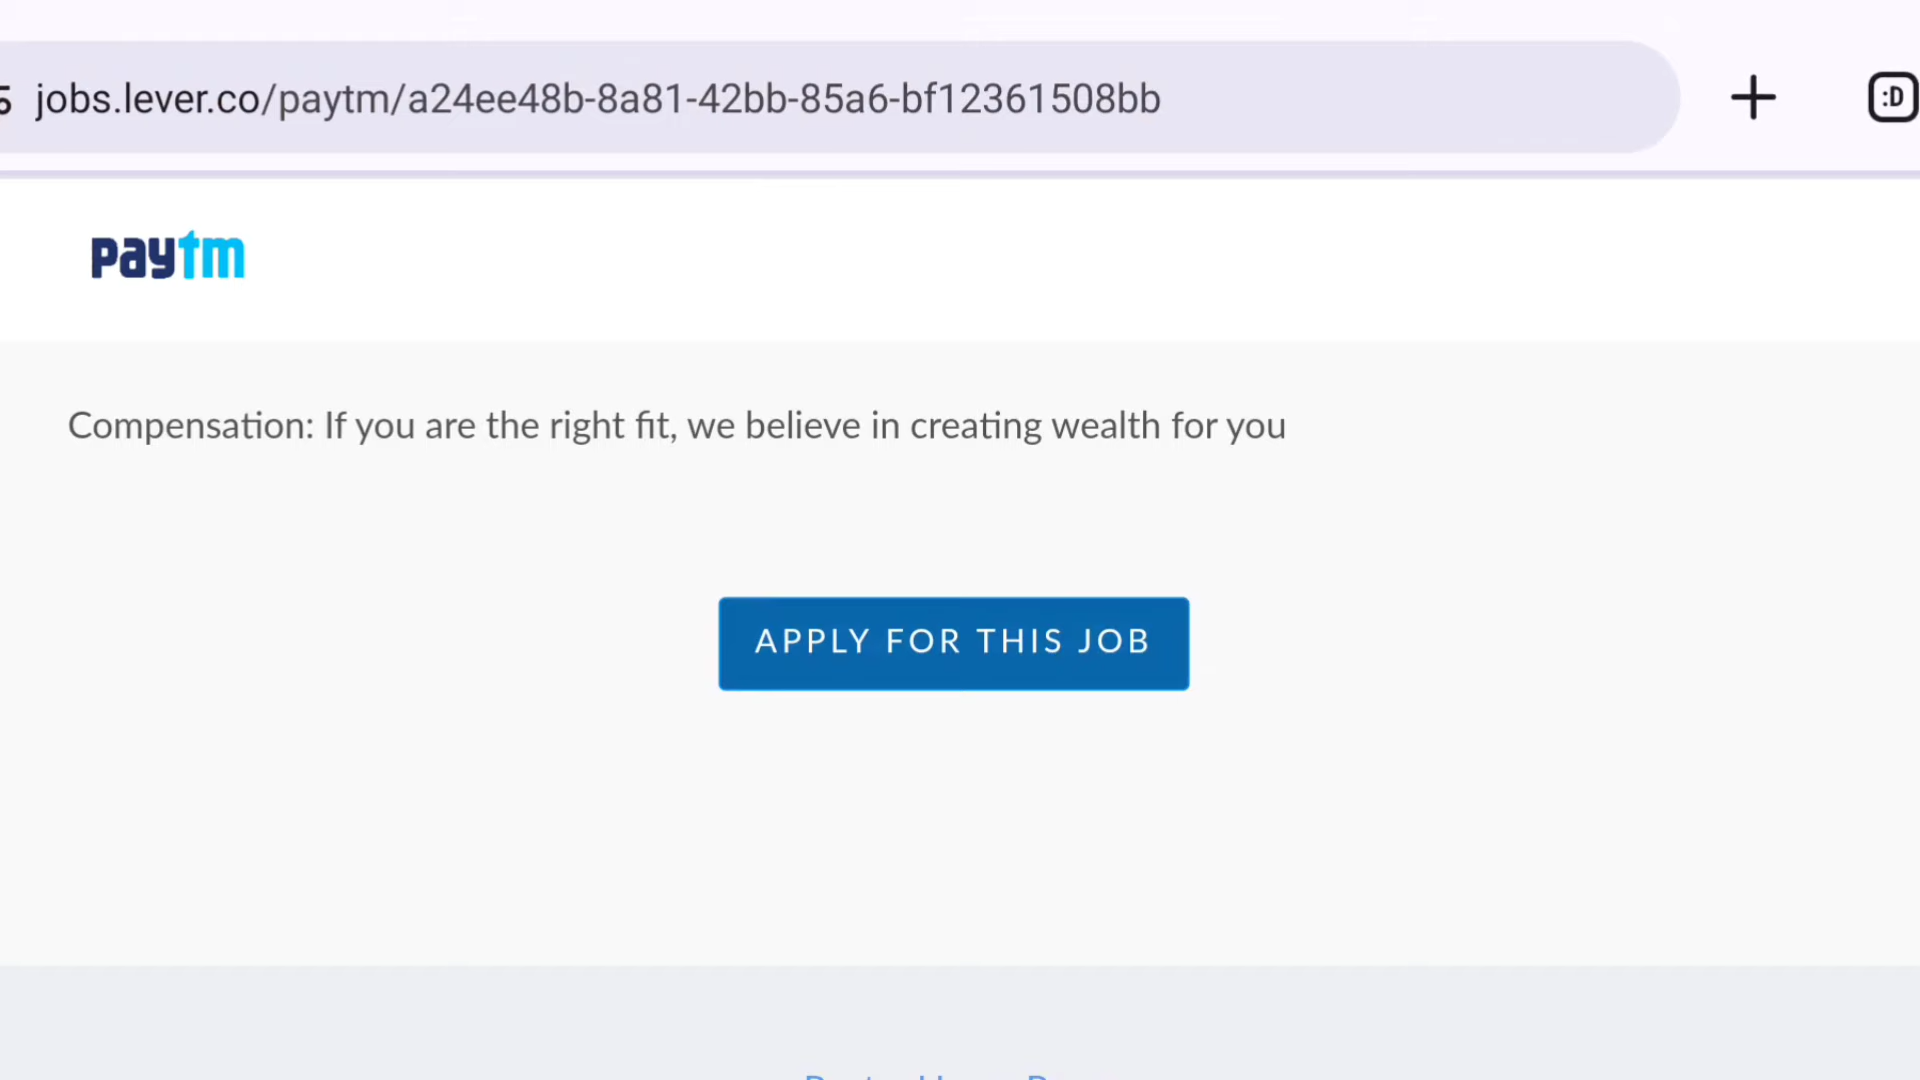 jobs.lever.co/paytm/a24ee48b-8a81-42bb-85a6-bf12361508bb
:D
paytm
Compensation: If you are the right fit, we believe in creating wealth for you
APPLY FOR THIS JOB